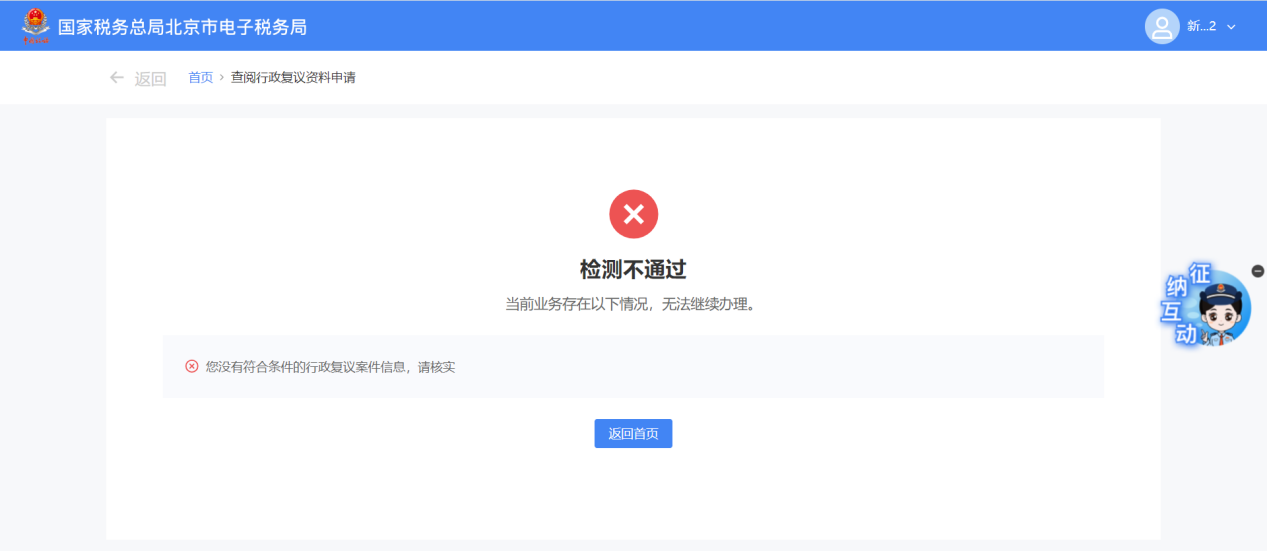 国家税务总局北京市电子税务局
新...2
返回 首页 › 查阅行政复议资料申请
检测不通过
当前业务存在以下情况，无法继续办理。
征纳互动
您没有符合条件的行政复议案件信息，请核实
返回首页